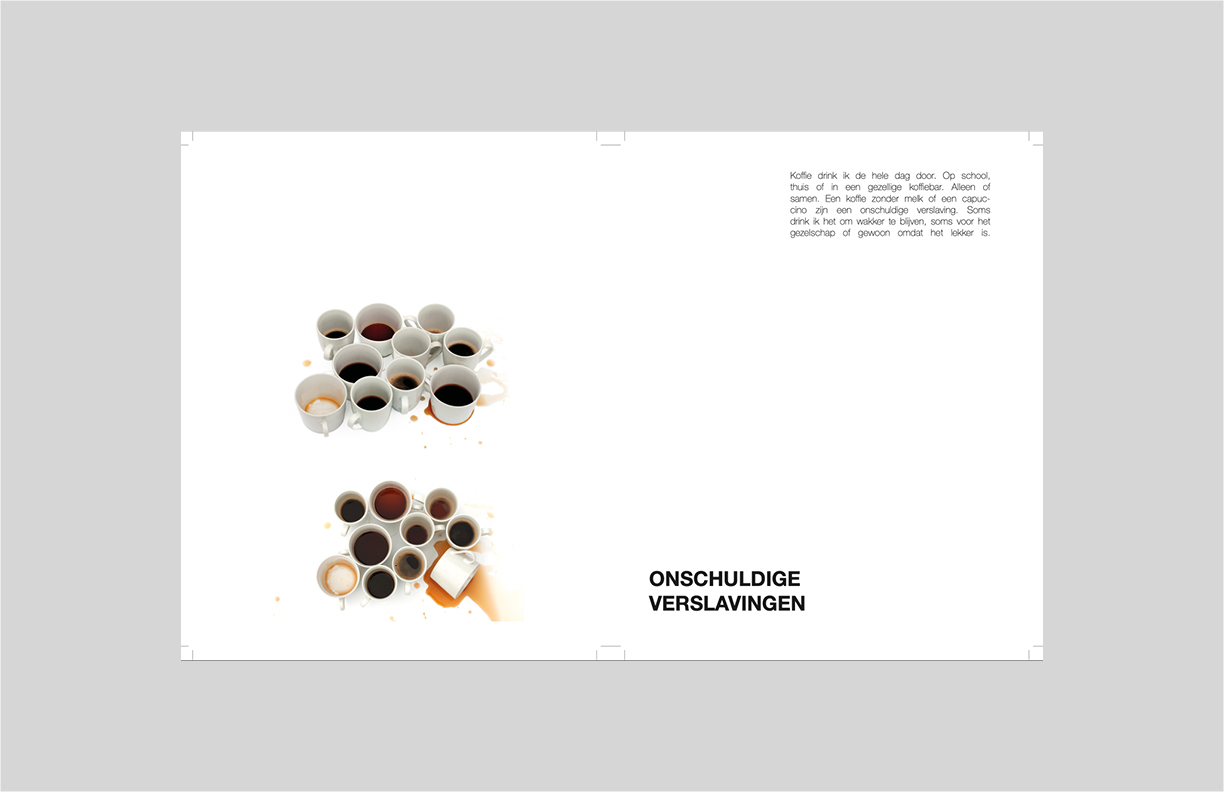 Koffie drink ik de hele dag door. Op school,
thuis of in een gezellige koffiebar. Alleen of
samen. Een koffie zonder melk of een capuc-
cino zijn een onschuldige verslaving. Soms
drink ik het om wakker te blijven, soms voor het
gezelschap of gewoon omdat het lekker is.
ONSCHULDIGE
VERSLAVINGEN